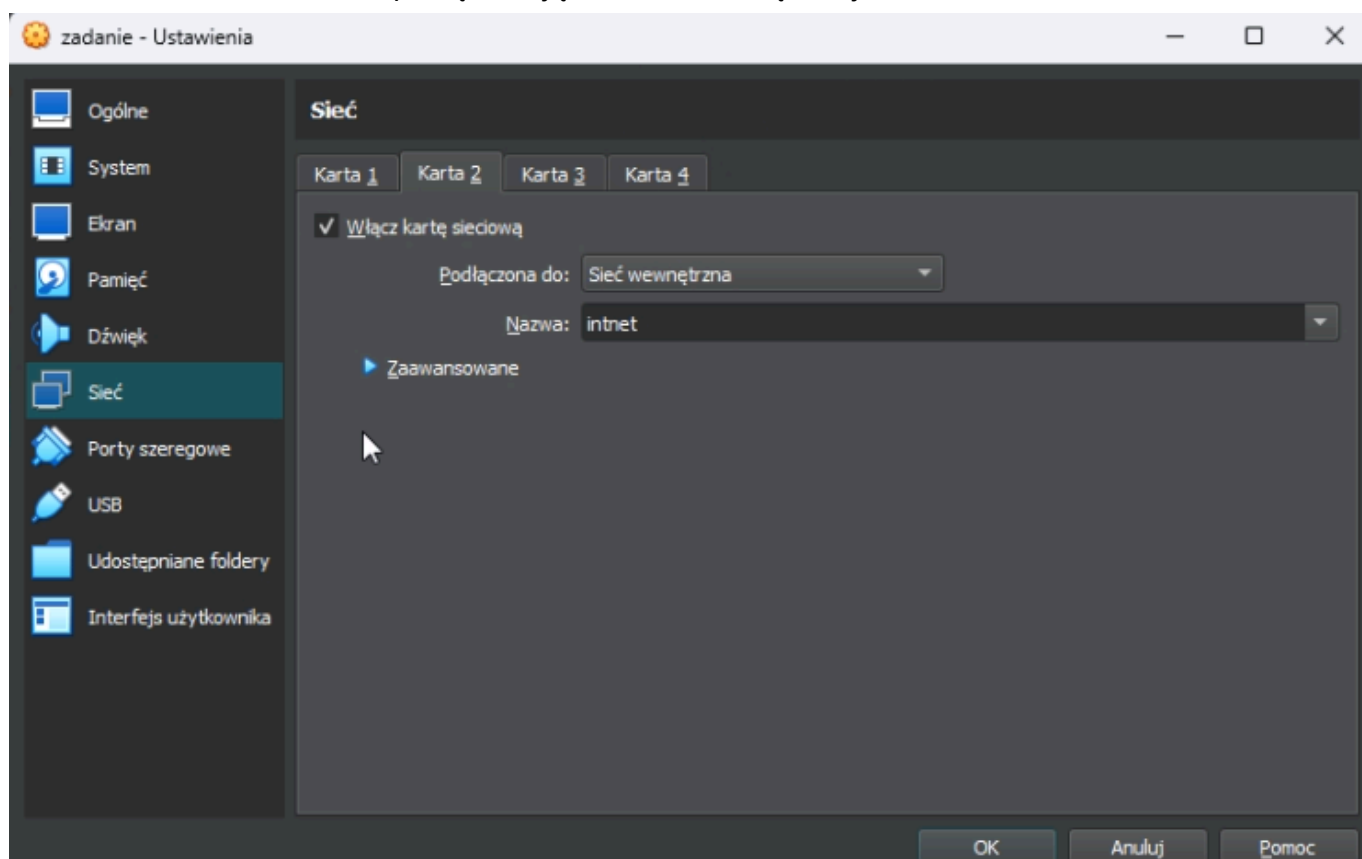 zadanie - Ustawienia
Ogólne
System
Ekran
Pamięć
Dźwięk
Sieć
Porty szeregowe
USB
Udostępniane foldery
Interfejs użytkownika
Sieć
Karta 1 Karta 2 Karta 3 Karta 4
Włącz kartę sieciową
Podłączona do: Sieć wewnętrzna
Nazwa: intnet
Zaawansowane
OK Anuluj Pomoc